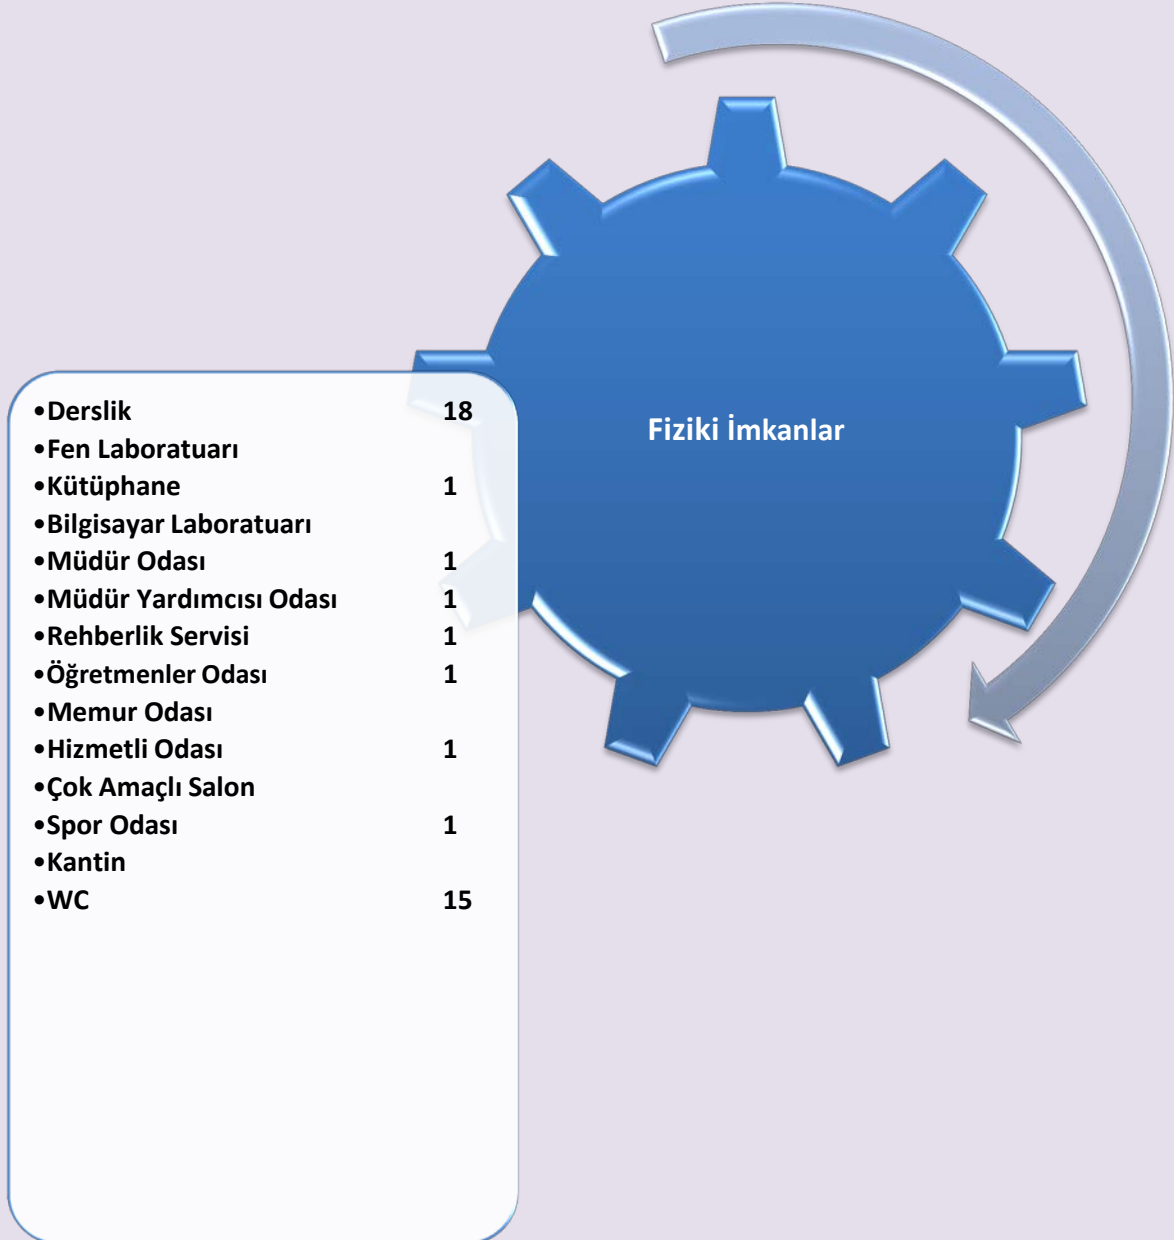 Fiziki İmkanlar
•Derslik 18
•Fen Laboratuarı
•Kütüphane 1
•Bilgisayar Laboratuarı
•Müdür Odası 1
•Müdür Yardımcısı Odası 1
•Rehberlik Servisi 1
•Öğretmenler Odası 1
•Memur Odası
•Hizmetli Odası 1
•Çok Amaçlı Salon
•Spor Odası 1
•Kantin
•WC 15